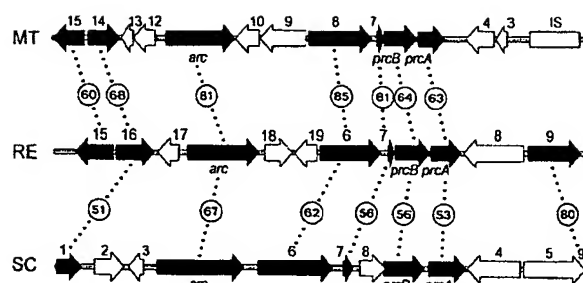 15 14 13 12 10 9 8 7 4 3
MT IS
arc prcB prcA
60 68 81 85 81 64 63
15 16 17 18 19 6 7 8 9
RE
arc prcB prcA
51 67 62 56 56 53 80
1 2 3 6 7 8 4 5 9
SC